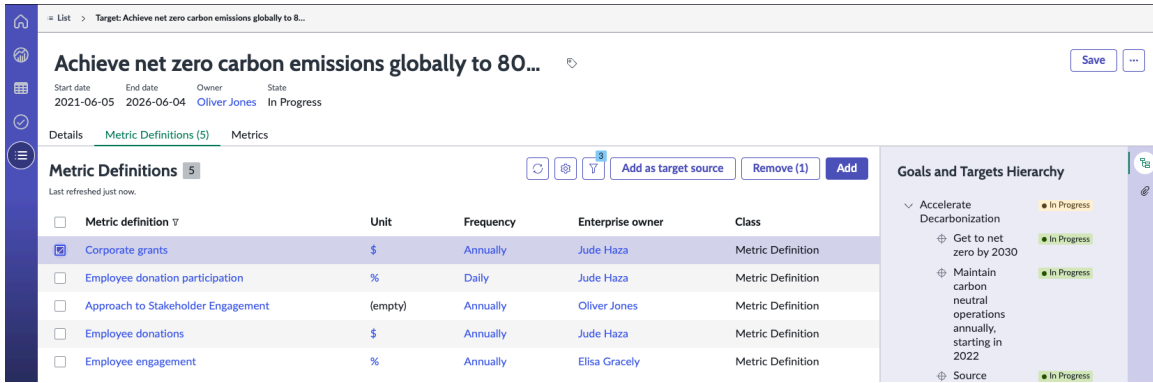 List > Target: Achieve net zero carbon emissions globally to 8...
Achieve net zero carbon emissions globally to 80...
Save ...
Start date End date Owner State
2021-06-05 2026-06-04 Oliver Jones In Progress
Details Metric Definitions (5) Metrics
Metric Definitions 5
3
Add as target source Remove (1) Add
Last refreshed just now.
Metric definition Unit Frequency Enterprise owner Class
Corporate grants $ Annually Jude Haza Metric Definition
Employee donation participation % Daily Jude Haza Metric Definition
Approach to Stakeholder Engagement (empty) Annually Oliver Jones Metric Definition
Employee donations $ Annually Jude Haza Metric Definition
Employee engagement % Annually Elisa Gracely Metric Definition
Goals and Targets Hierarchy
Accelerate In Progress
Decarbonization
Get to net In Progress
zero by 2030
Maintain In Progress
carbon
neutral
operations
annually,
starting in
2022
Source In Progress